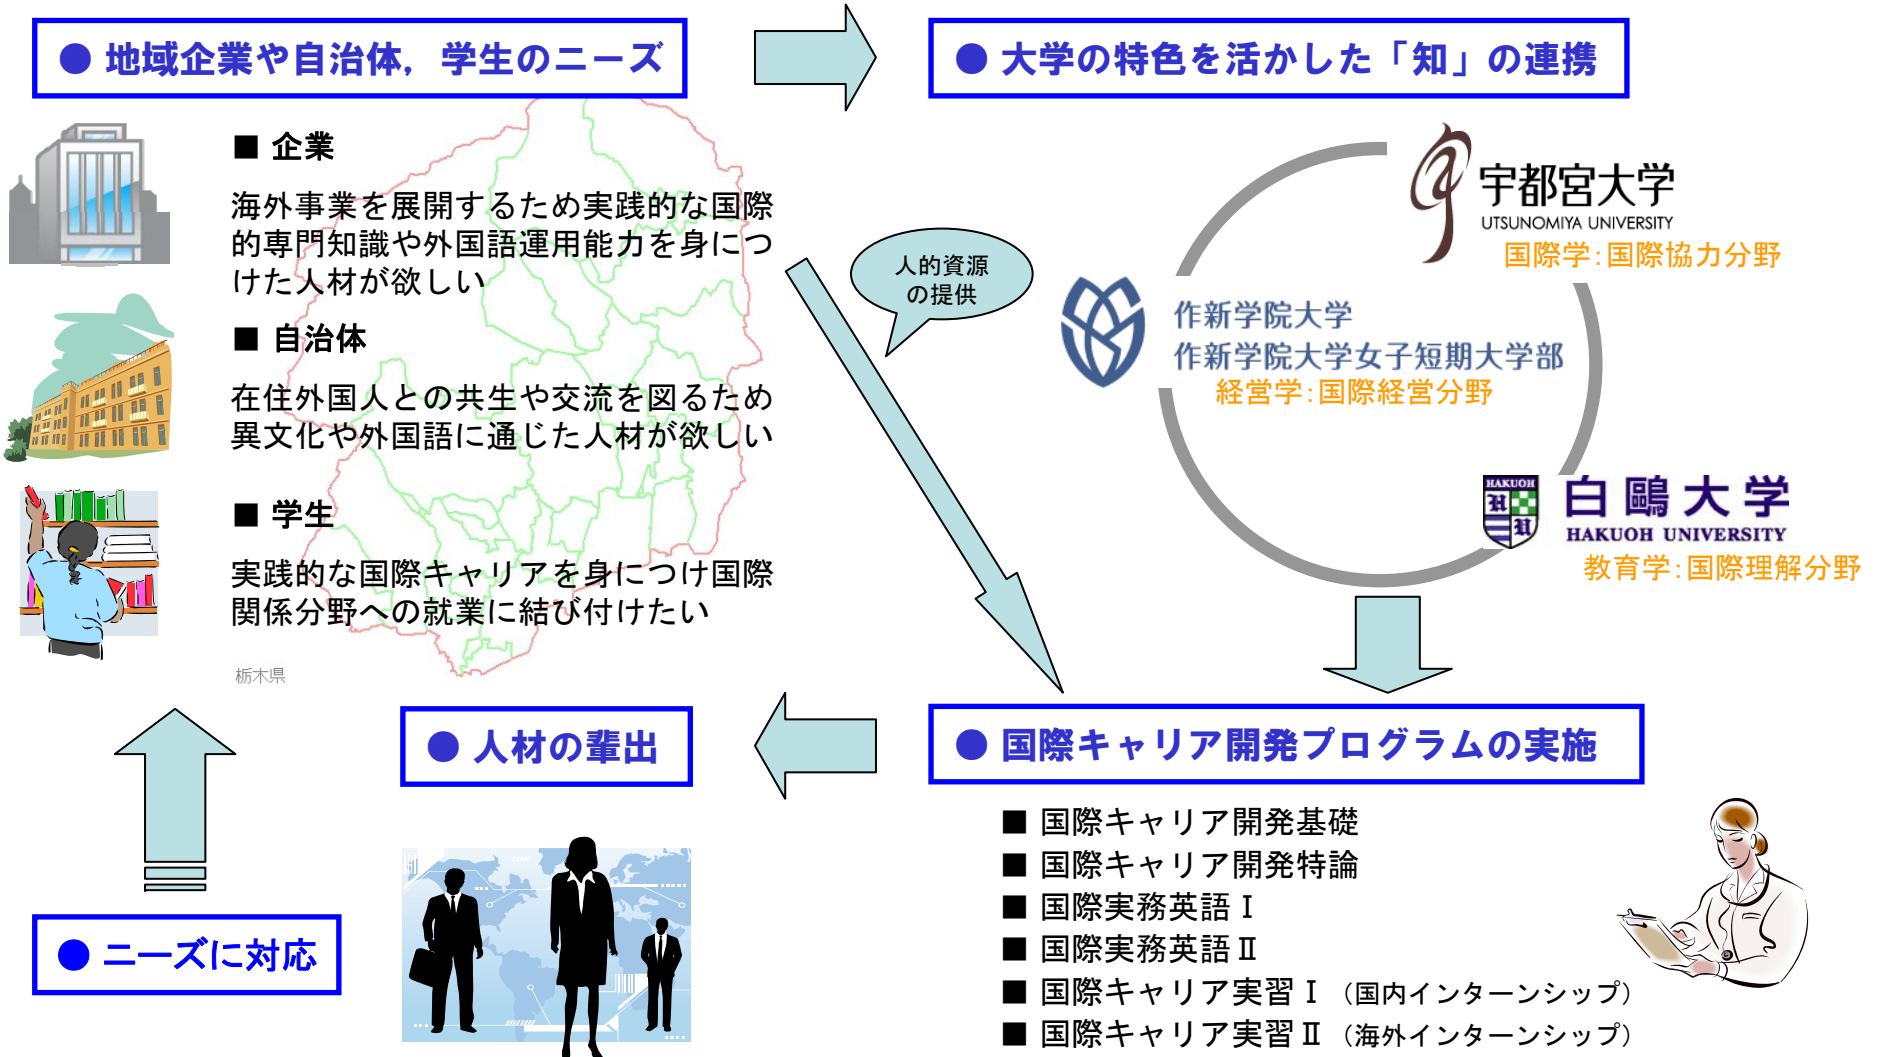 ● 地域企業や自治体，学生のニーズ
■ 企業
海外事業を展開するため実践的な国際
的専門知識や外国語運用能力を身につ
けた人材が欲しい
■ 自治体
在住外国人との共生や交流を図るため
異文化や外国語に通じた人材が欲しい
■ 学生
実践的な国際キャリアを身につけ国際
関係分野への就業に結び付けたい
栃木県
人的資源
の提供
● 大学の特色を活かした「知」の連携
宇都宮大学
UTSUNOMIYA UNIVERSITY
国際学：国際協力分野
作新学院大学
作新学院大学女子短期大学部
経営学：国際経営分野
HAKUOH
白鷗大学
HAKUOH UNIVERSITY
教育学：国際理解分野
● 国際キャリア開発プログラムの実施
■ 国際キャリア開発基礎
■ 国際キャリア開発特論
■ 国際実務英語Ⅰ
■ 国際実務英語Ⅱ
■ 国際キャリア実習Ⅰ（国内インターンシップ）
■ 国際キャリア実習Ⅱ（海外インターンシップ）
● 人材の輩出
● ニーズに対応